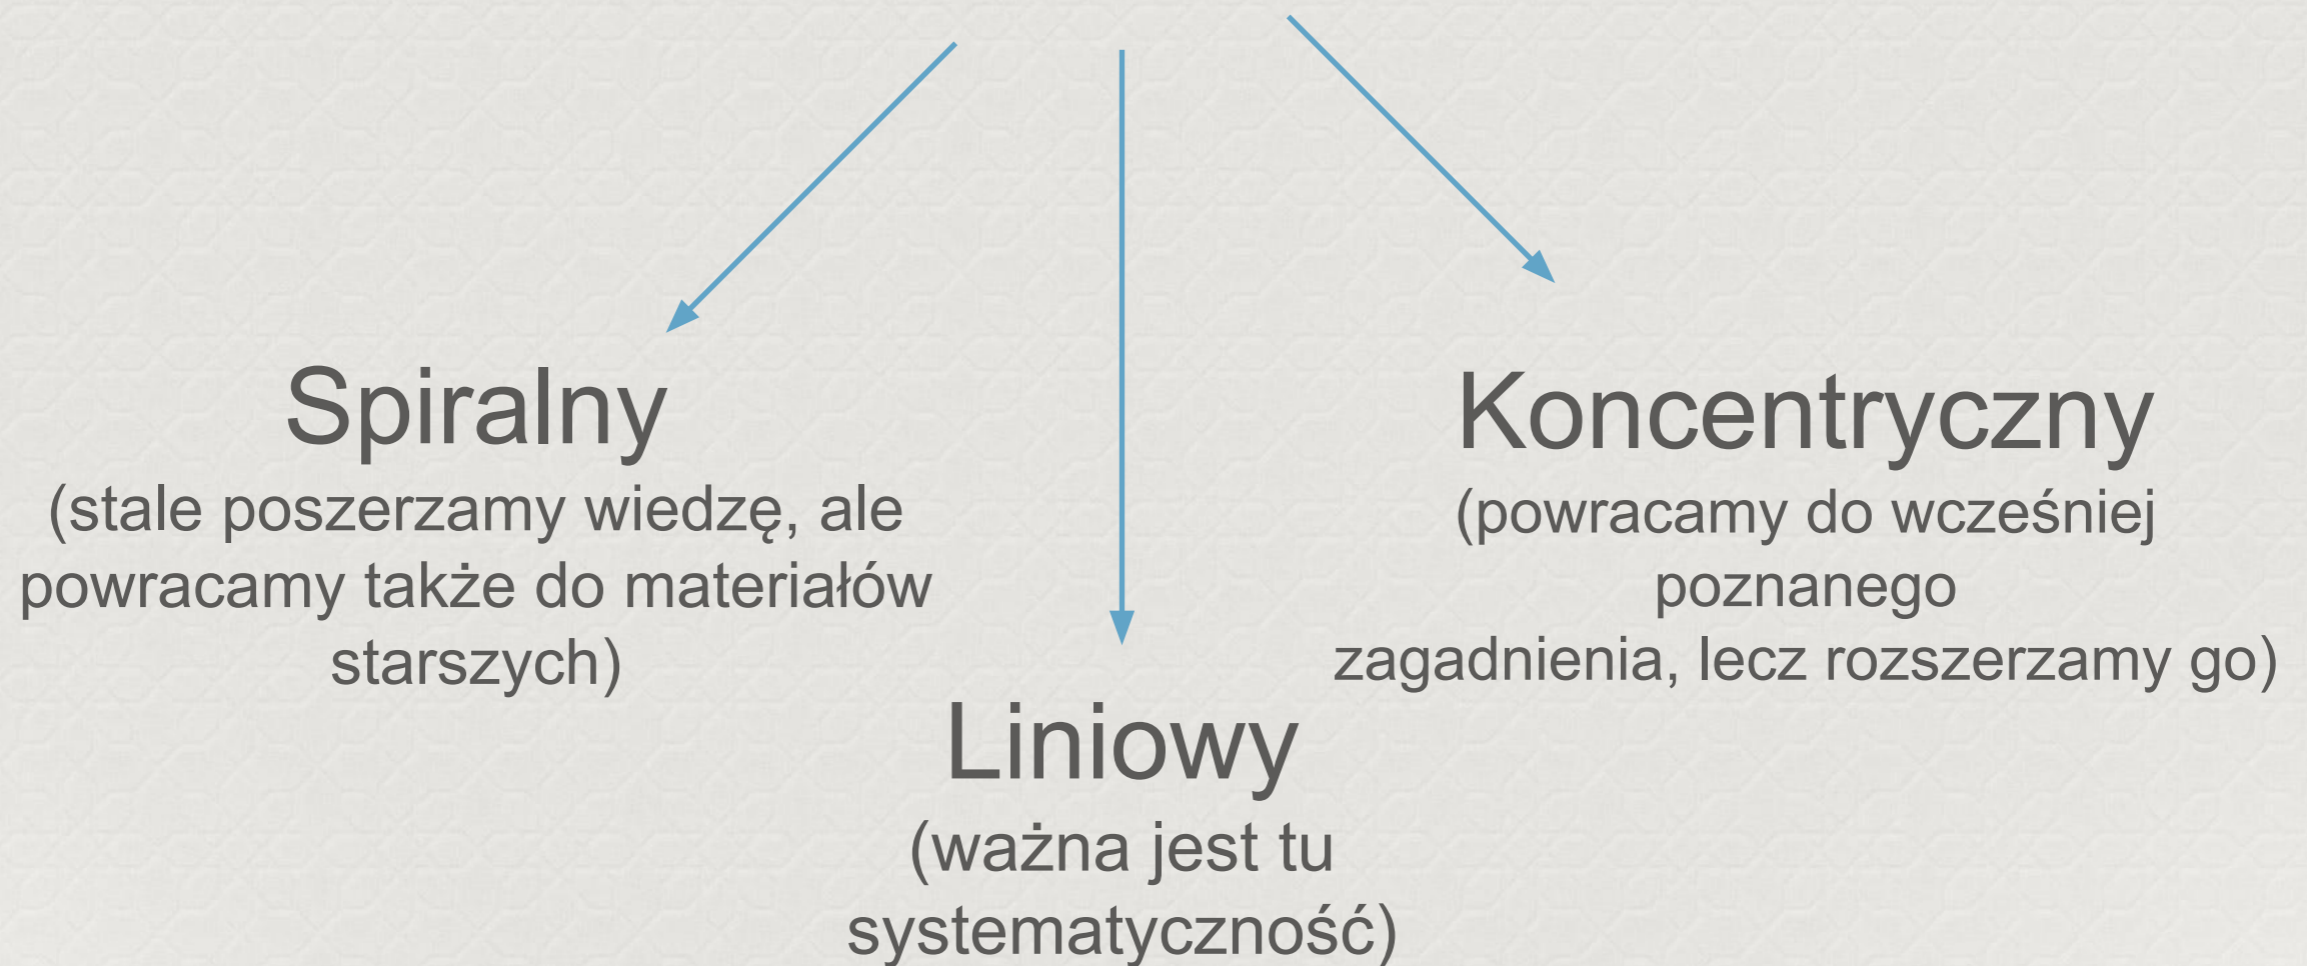 Spiralny
(stale poszerzamy wiedzę, ale
powracamy także do materiałów
starszych)
Koncentryczny
(powracamy do wcześniej
poznanego
zagadnienia, lecz rozszerzamy go)
Liniowy
(ważna jest tu
systematyczność)